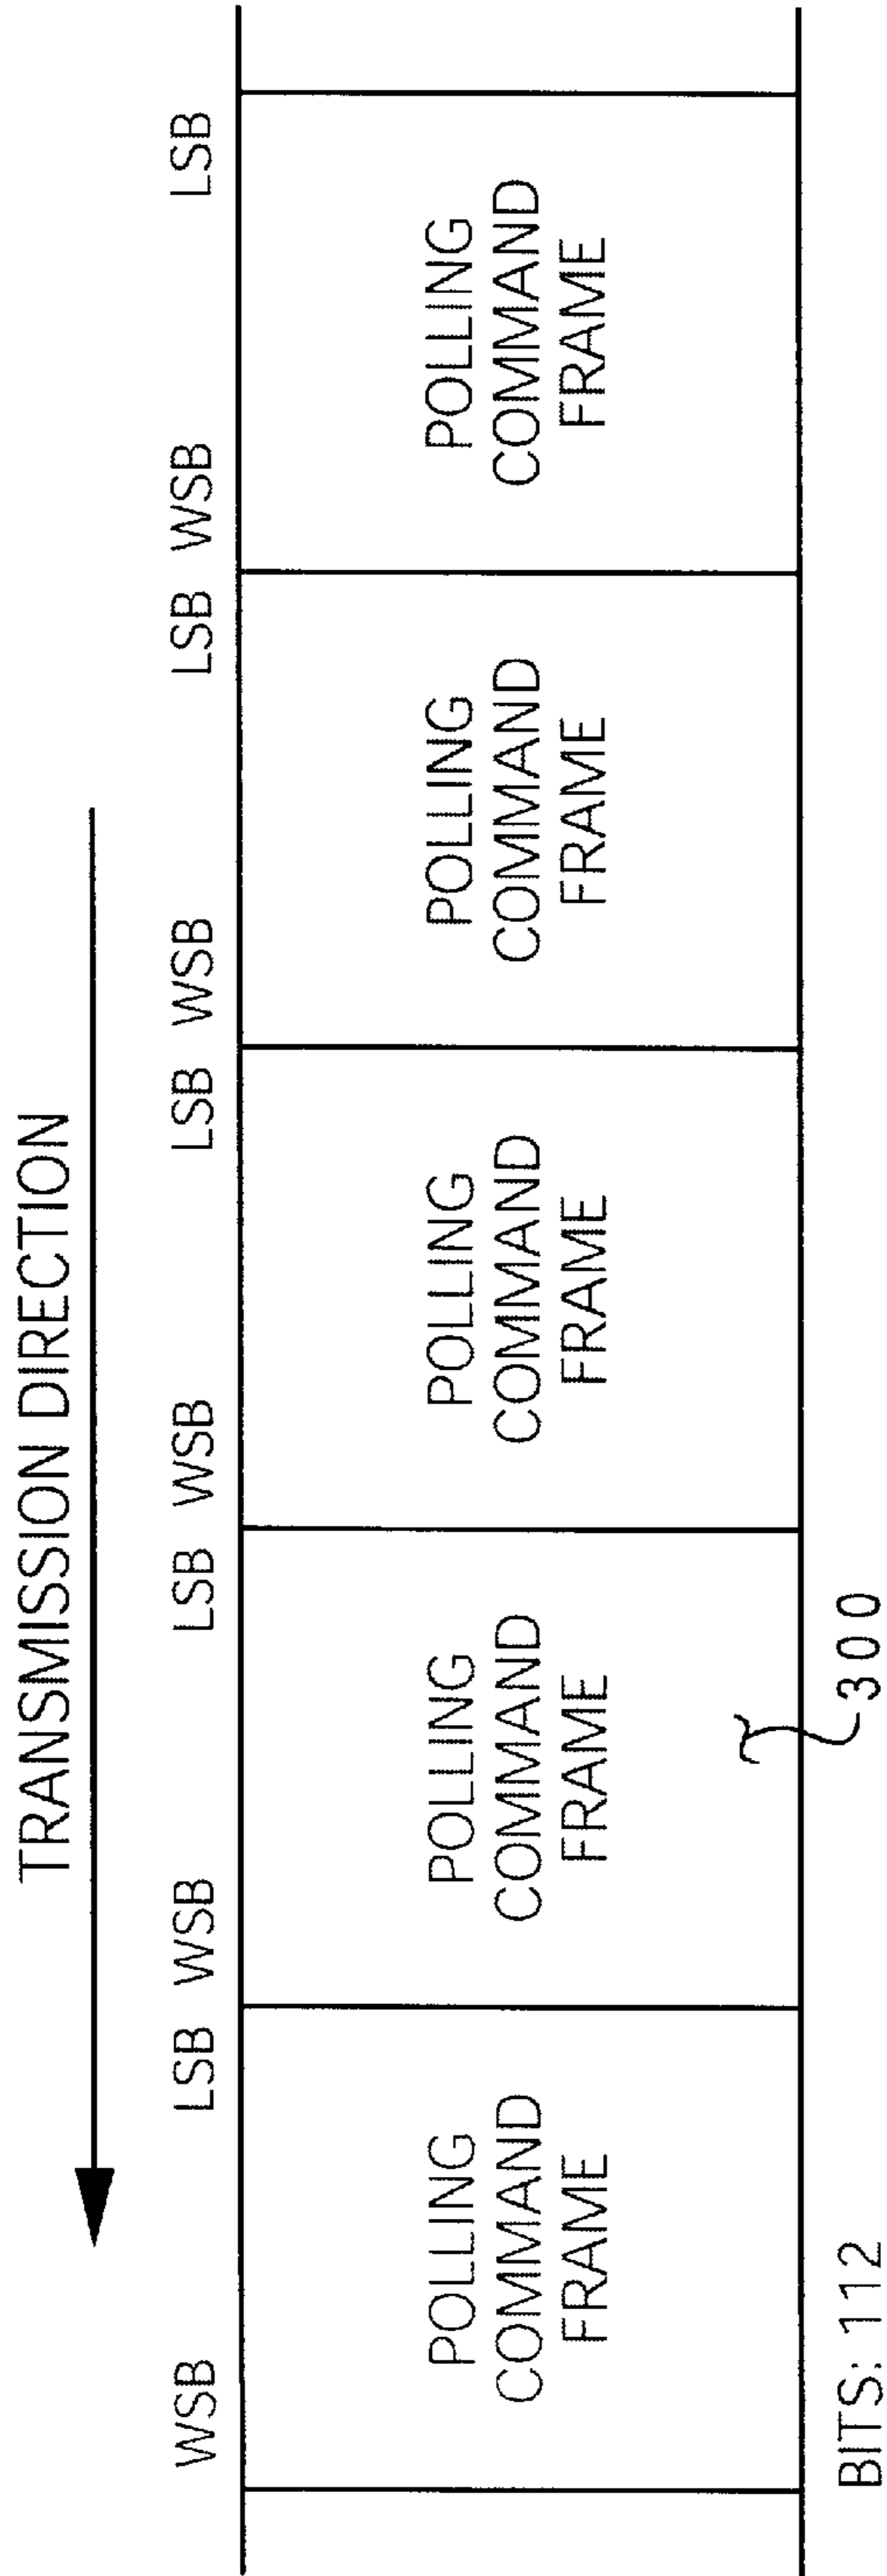 TRANSMISSION DIRECTION
WSB LSB WSB LSB WSB LSB WSB LSB WSB LSB
POLLING
COMMAND
FRAME
POLLING
COMMAND
FRAME
POLLING
COMMAND
FRAME
POLLING
COMMAND
FRAME
POLLING
COMMAND
FRAME
BITS: 112
300